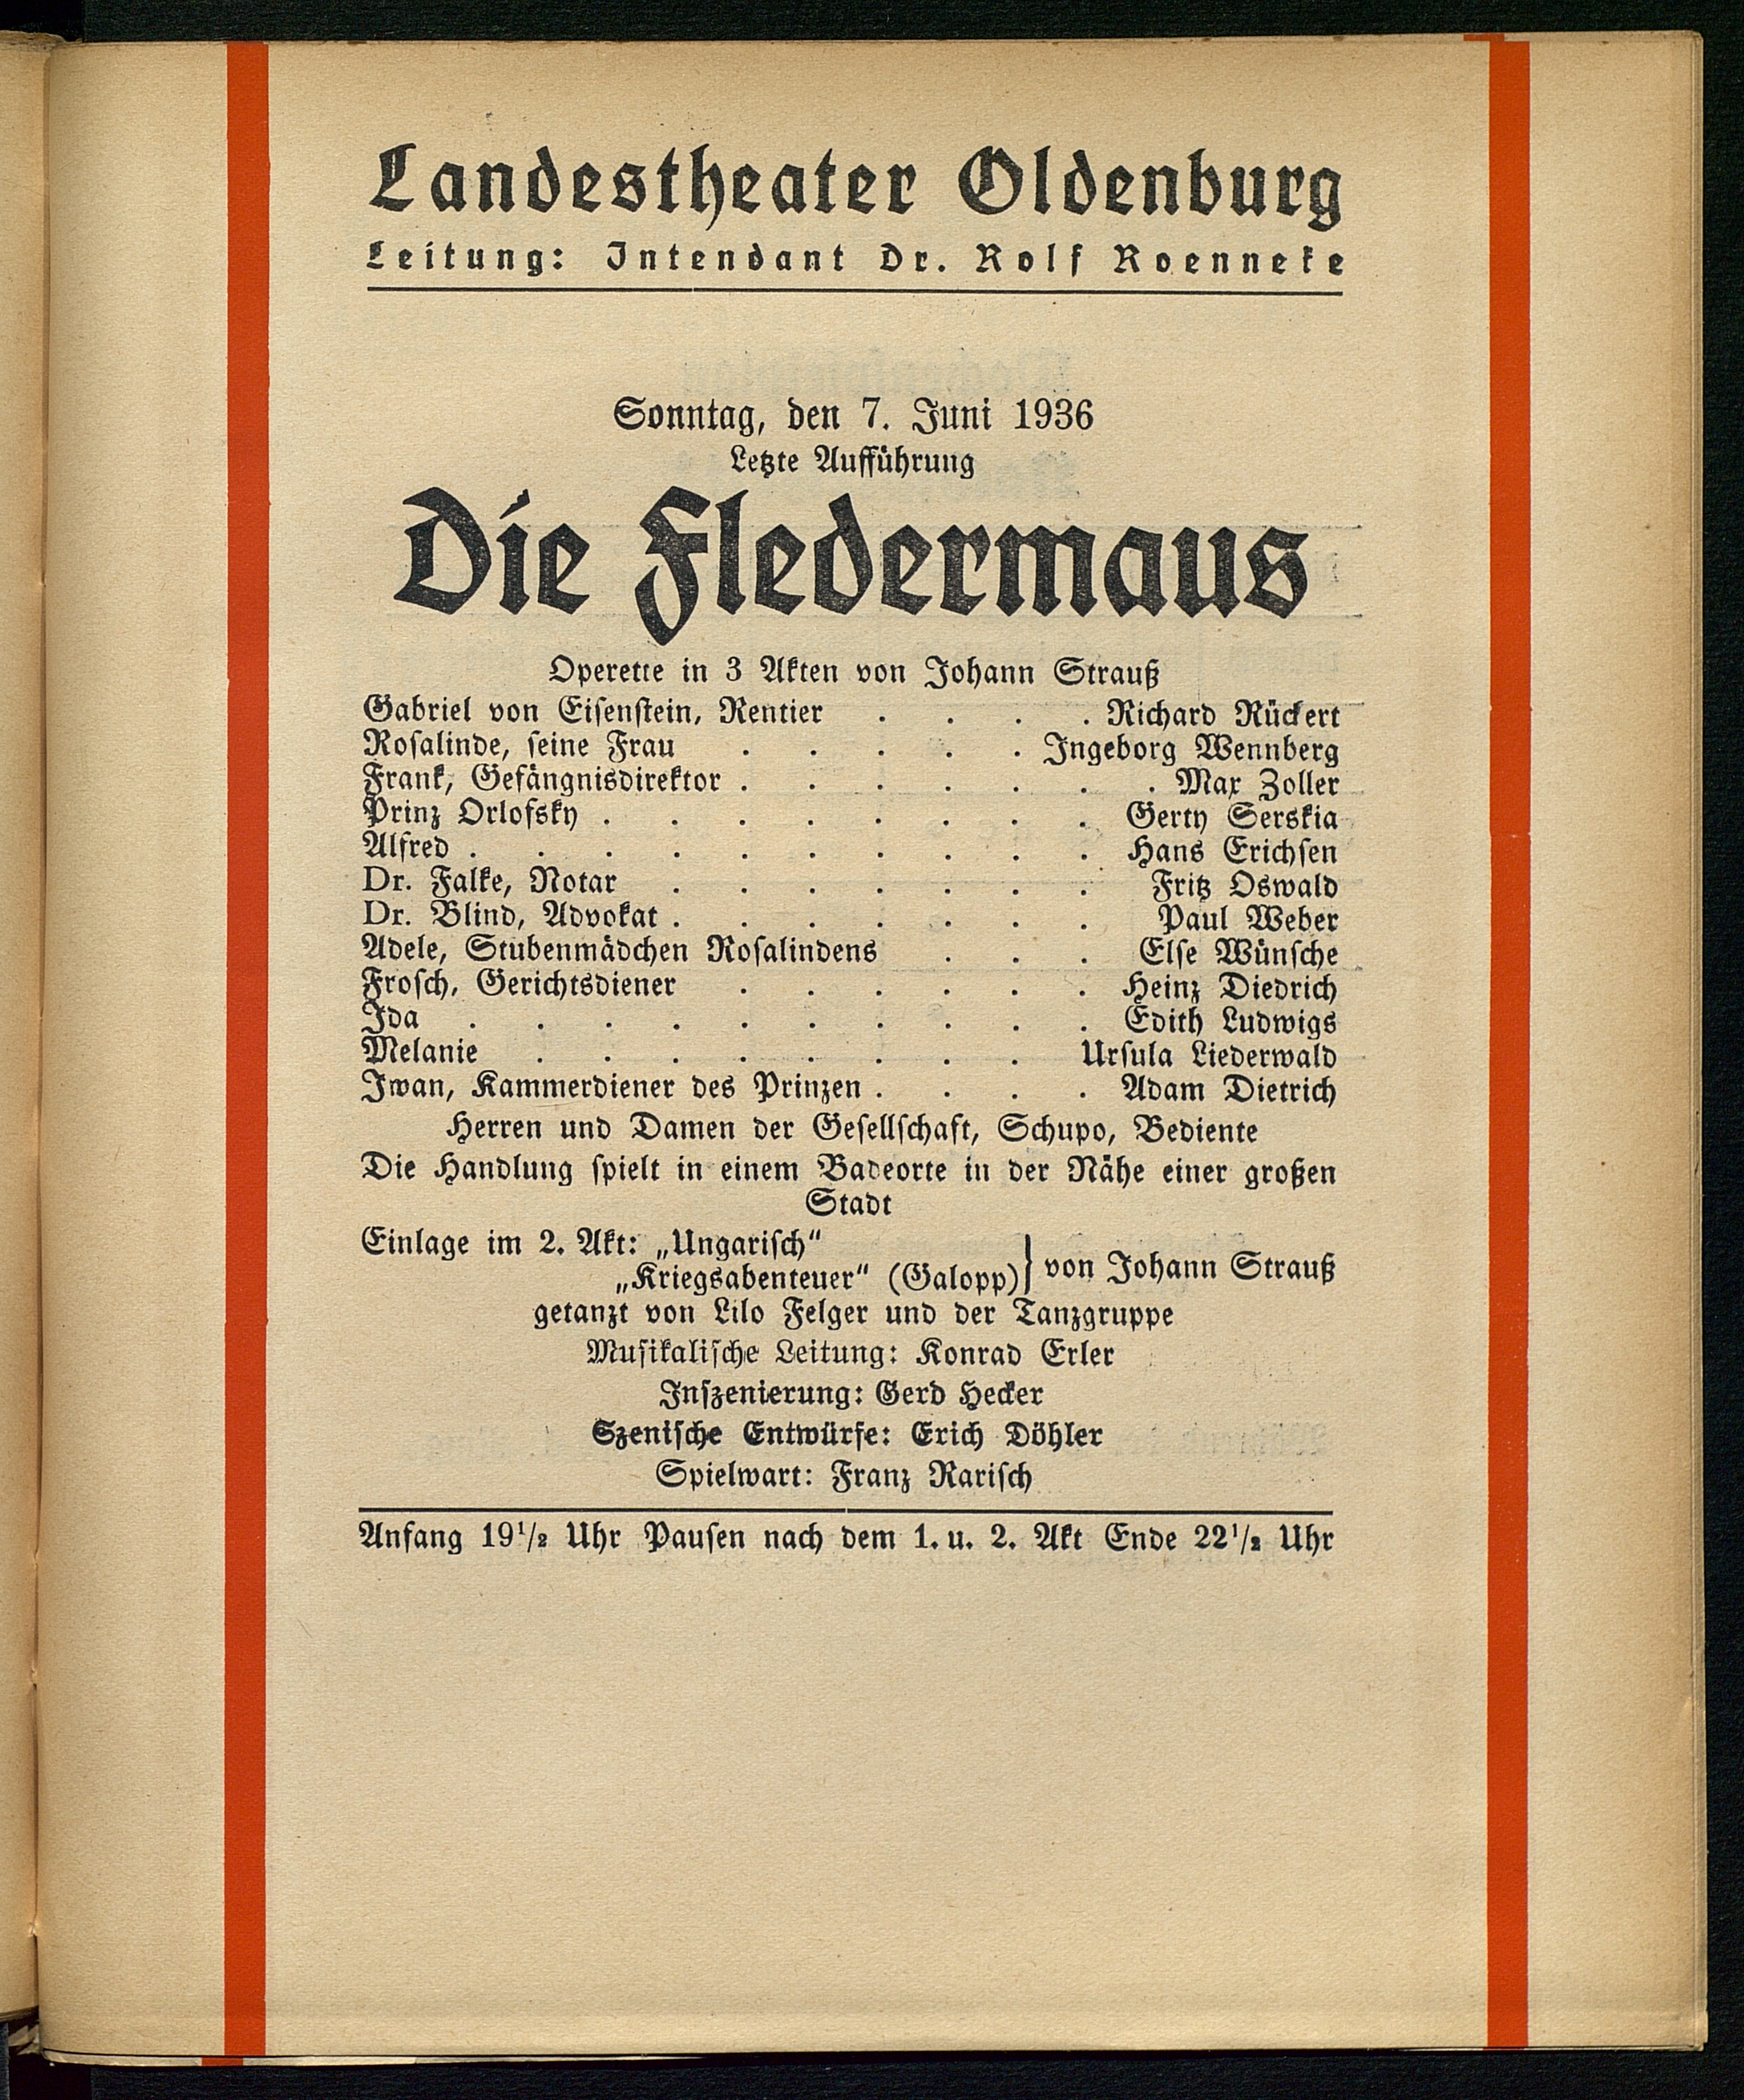 Landestheater Oldenburg
Leitung: Intendant Dr. Rolf Roenneke
Sonntag, den 7. Juni 1936
Letzte Aufführung
Die Fledermaus
Operette in 3 Akten von Johann Strauß
Gabriel von Eisenstein, Rentier . . . . Richard Rückert
Rosalinde, seine Frau . . . . . Ingeborg Wennberg
Frank, Gefängnisdirektor . . . . . . . Max Zoller
Prinz Orlofsky . . . . . . . . Gerty Serskia
Alfred . . . . . . . . . . Hans Erichsen
Dr. Falke, Notar . . . . . . . Fritz Oswald
Dr. Blind, Advokat . . . . . . . Paul Weber
Adele, Stubenmädchen Rosalindens . . . Else Wünsche
Frosch, Gerichtsdiener . . . . . . Heinz Diedrich
Ida . . . . . . . . . . Edith Ludwigs
Melanie . . . . . . . . Ursula Liederwald
Iwan, Kammerdiener des Prinzen . . . . Adam Dietrich
Herren und Damen der Gesellschaft, Schupo, Bediente
Die Handlung spielt in einem Badeorte in der Nähe einer großen
Stadt
Einlage im 2. Akt: „Ungarisch“
„Kriegsabenteuer“ (Galopp)} von Johann Strauß
getanzt von Lilo Felger und der Tanzgruppe
Musikalische Leitung: Konrad Erler
Inszenierung: Gerd Hecker
Szenische Entwürfe: Erich Döhler
Spielwart: Franz Rarisch
Anfang 19 1/2 Uhr Pausen nach dem 1. u. 2. Akt Ende 22 1/2 Uhr